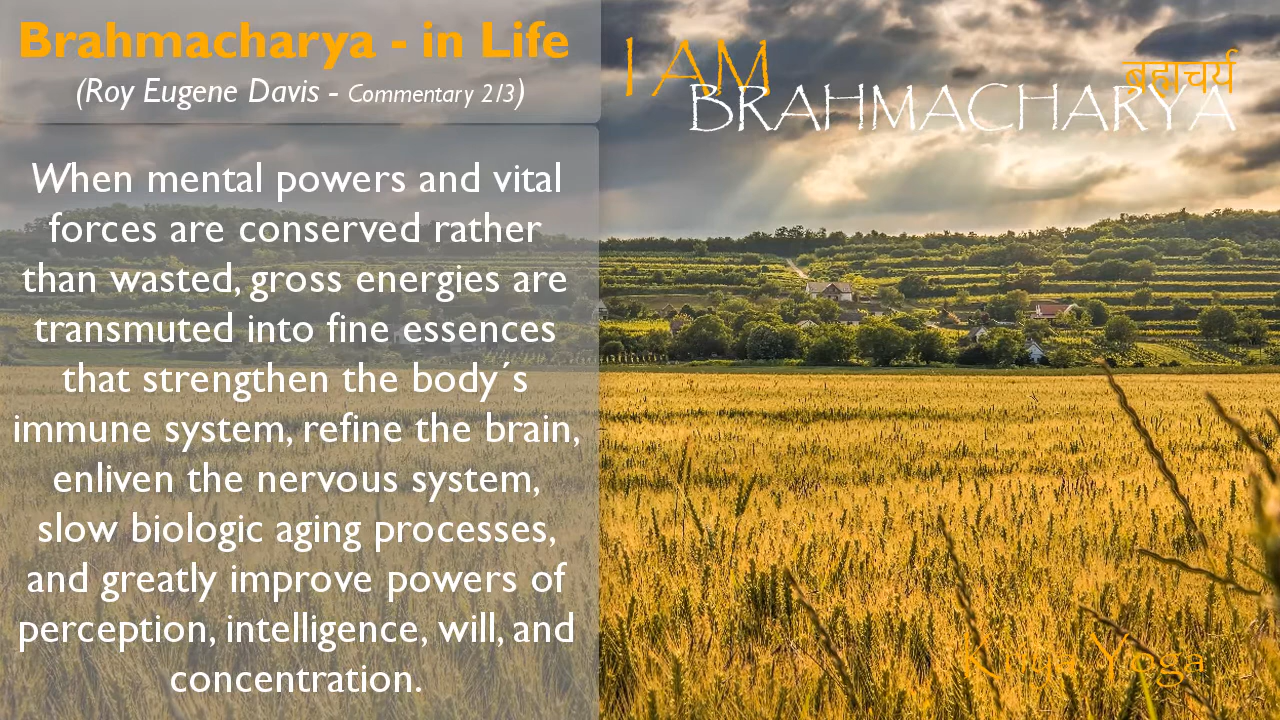 Brahmacharya - in Life
(Roy Eugene Davis - Commentary 2/3)
When mental powers and vital
forces are conserved rather
than wasted, gross energies are
transmuted into fine essences
that strengthen the body´s
immune system, refine the brain,
enliven the nervous system,
slow biologic aging processes,
and greatly improve powers of
perception, intelligence, will, and
concentration.
I AM
ब्रह्मचर्य
BRAHMACHARYA
Kriya Yoga